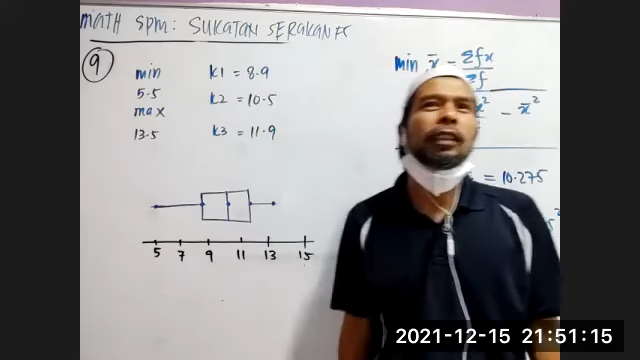 math spm: SUKATAN SERAKAN F5
9
min K1 = 8.9
5.5
K2 = 10.5
max
13.5 K3 = 11.9
5 7 9 11 13 15
min x̄ = Σfx
Σf
x² - x̄²
= 10.275
2021-12-15 21:51:15